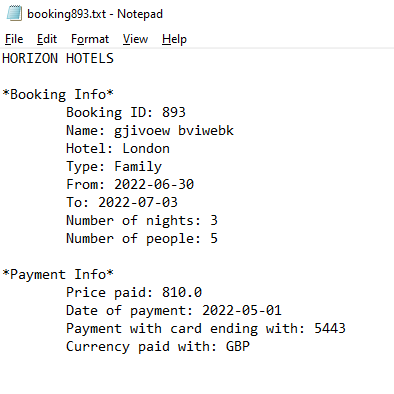 booking893.txt - Notepad
File Edit Format View Help
HORIZON HOTELS
*Booking Info*
Booking ID: 893
Name: gjivoew bviwebk
Hotel: London
Type: Family
From: 2022-06-30
To: 2022-07-03
Number of nights: 3
Number of people: 5
*Payment Info*
Price paid: 810.0
Date of payment: 2022-05-01
Payment with card ending with: 5443
Currency paid with: GBP